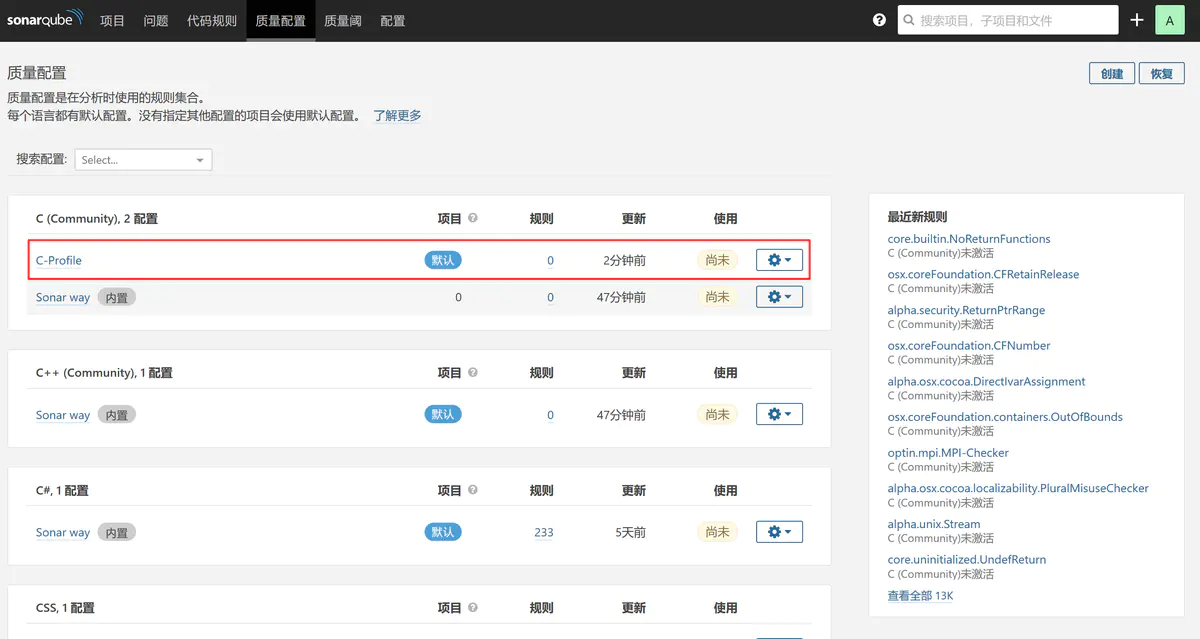 sonarqube 项目 问题 代码规则 质量配置 质量阈 配置 ? 搜索项目，子项目和文件 + A
质量配置
创建 恢复
质量配置是在分析时使用的规则集合。
每个语言都有默认配置。没有指定其他配置的项目会使用默认配置。 了解更多
搜索配置: Select...
C (Community), 2 配置 项目 ? 规则 更新 使用
C-Profile 默认 0 2分钟前 尚未
Sonar way 内置 0 0 47分钟前 尚未
C++ (Community), 1 配置 项目 ? 规则 更新 使用
Sonar way 内置 默认 0 47分钟前 尚未
C#, 1 配置 项目 ? 规则 更新 使用
Sonar way 内置 默认 233 5天前 尚未
CSS, 1 配置 项目 ? 规则 更新 使用
最近新规则
core.builtin.NoReturnFunctions
C (Community)未激活
osx.coreFoundation.CFRetainRelease
C (Community)未激活
alpha.security.ReturnPtrRange
C (Community)未激活
osx.coreFoundation.CFNumber
C (Community)未激活
alpha.osx.cocoa.DirectIvarAssignment
C (Community)未激活
osx.coreFoundation.containers.OutOfBounds
C (Community)未激活
optin.mpi.MPI-Checker
C (Community)未激活
alpha.osx.cocoa.localizability.PluralMisuseChecker
C (Community)未激活
alpha.unix.Stream
C (Community)未激活
core.uninitialized.UndefReturn
C (Community)未激活
查看全部 13K